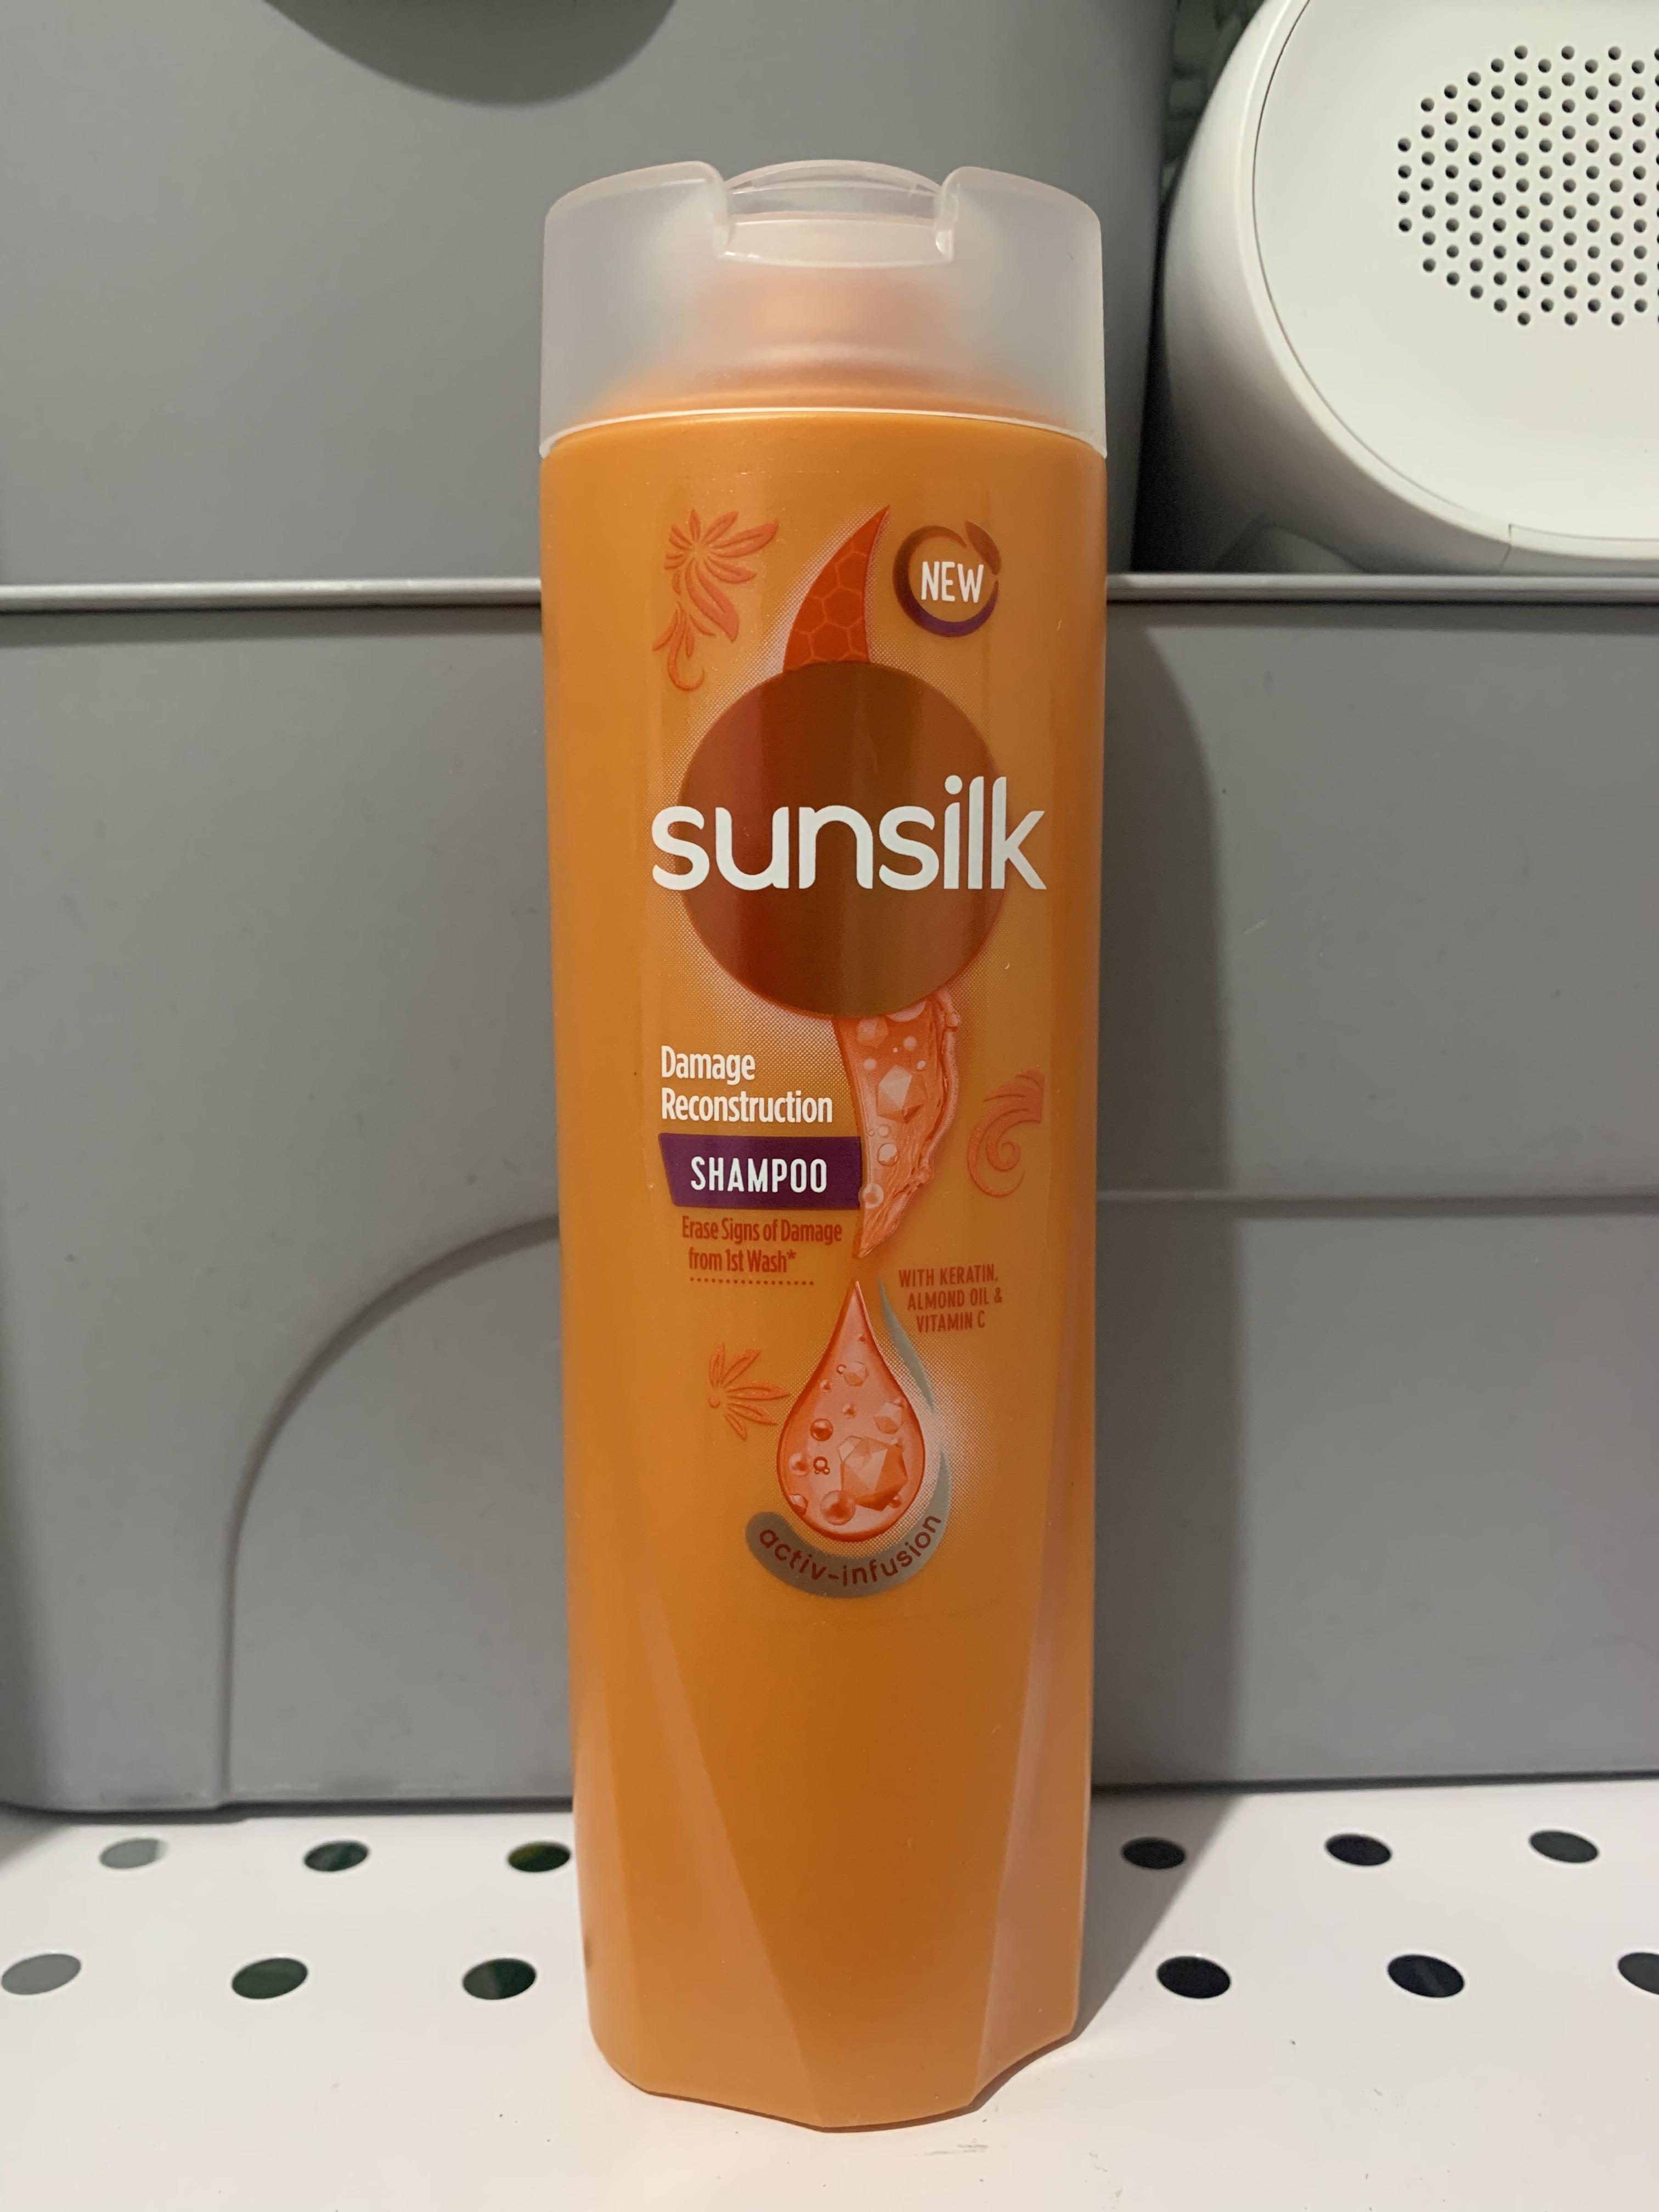 NEW
sunsilk
Damage
Reconstruction
SHAMPOO
Erase Signs of Damage
from 1st Wash*
WITH KERATIN,
ALMOND OIL &
VITAMIN C
activ-infusion